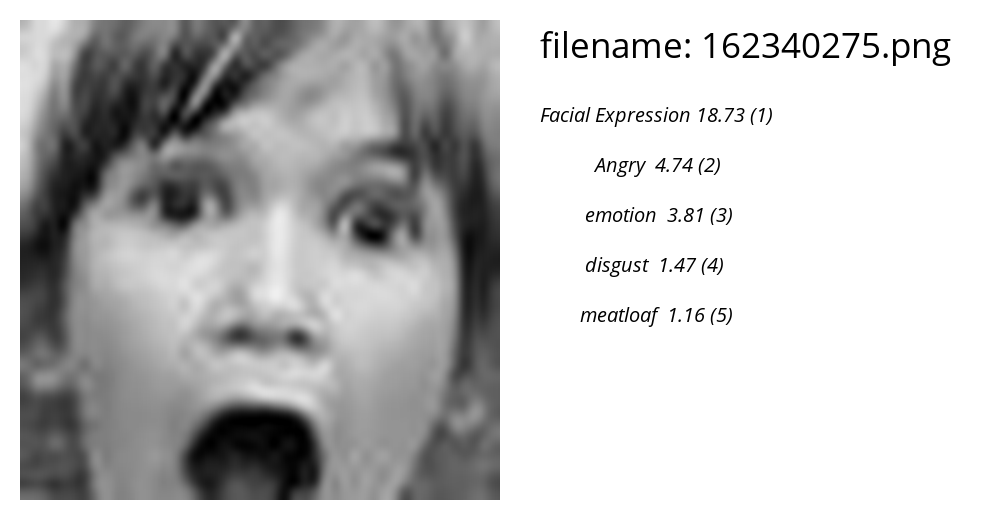 filename: 162340275.png
Facial Expression 18.73 (1)
Angry 4.74 (2)
emotion 3.81 (3)
disgust 1.47 (4)
meatloaf 1.16 (5)